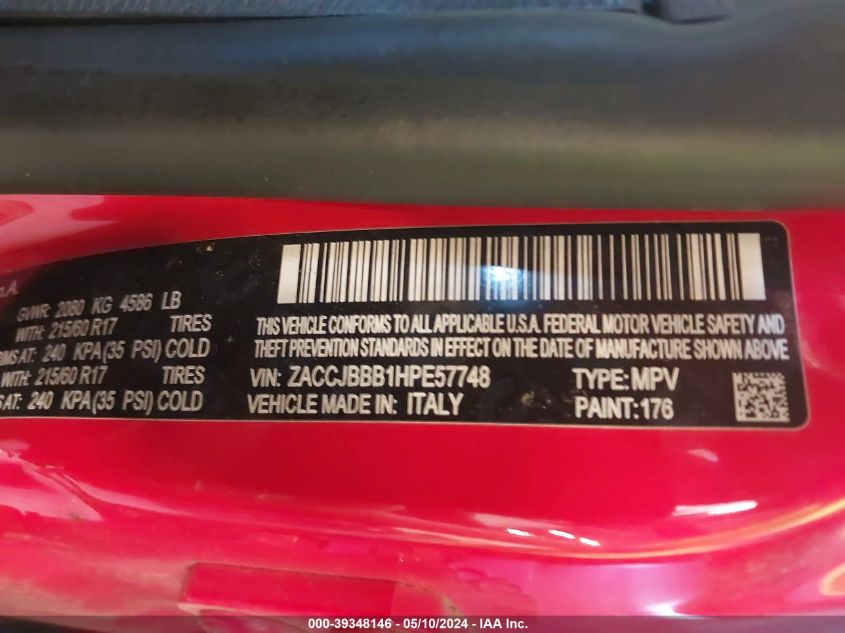 GVWR: 2080 KG 4586 LB
WITH: 215/60 R17 TIRES
AT: 240 KPA(35 PSI) COLD
WITH: 215/60 R17 TIRES
AT: 240 KPA(35 PSI) COLD
THIS VEHICLE CONFORMS TO ALL APPLICABLE U.S.A. FEDERAL MOTOR VEHICLE SAFETY AND
THEFT PREVENTION STANDARDS IN EFFECT ON THE DATE OF MANUFACTURE SHOWN ABOVE
VIN: ZACCJBBB1HPE57748 TYPE: MPV
VEHICLE MADE IN: ITALY PAINT: 176
000-39348146 - 05/10/2024 - IAA Inc.